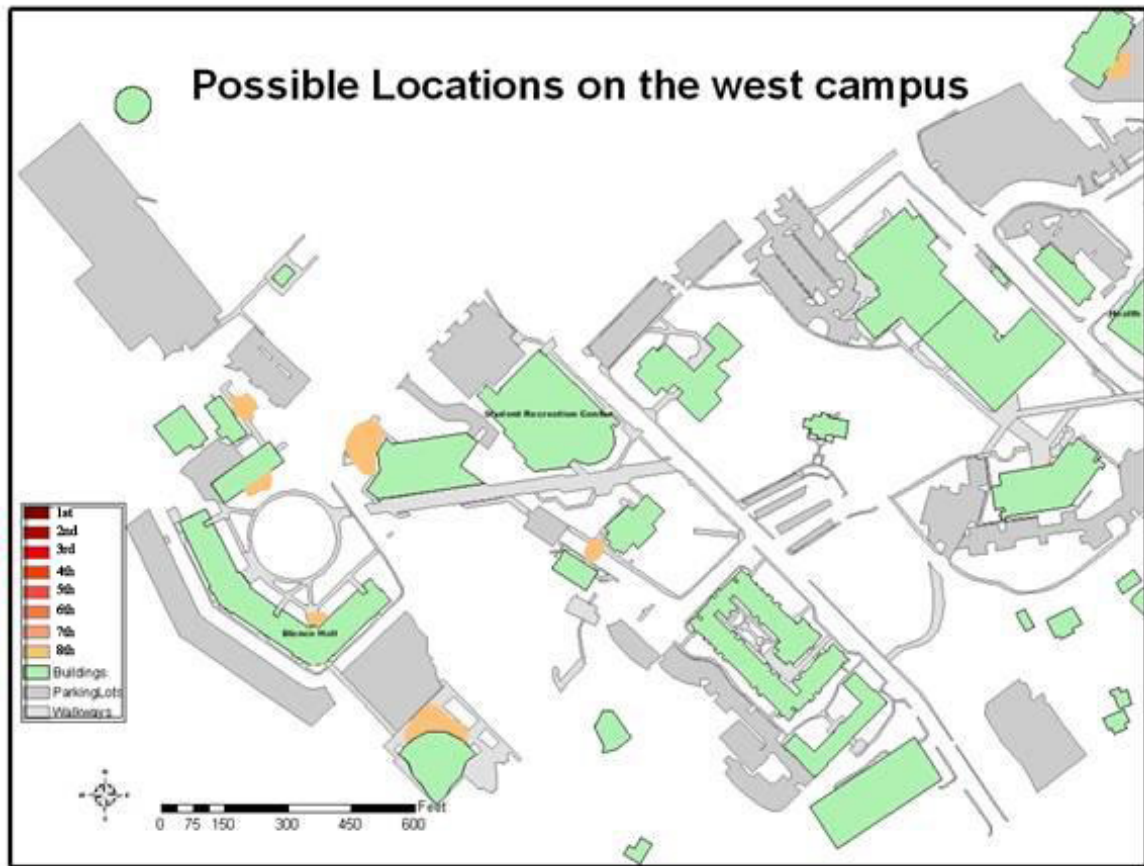 Possible Locations on the west campus
Health
Student Recreation Center
1st
2nd
3rd
4th
5th
6th
7th
8th
Buildings
ParkingLots
Walkways
Hall
Feet
0 75 150 300 450 600